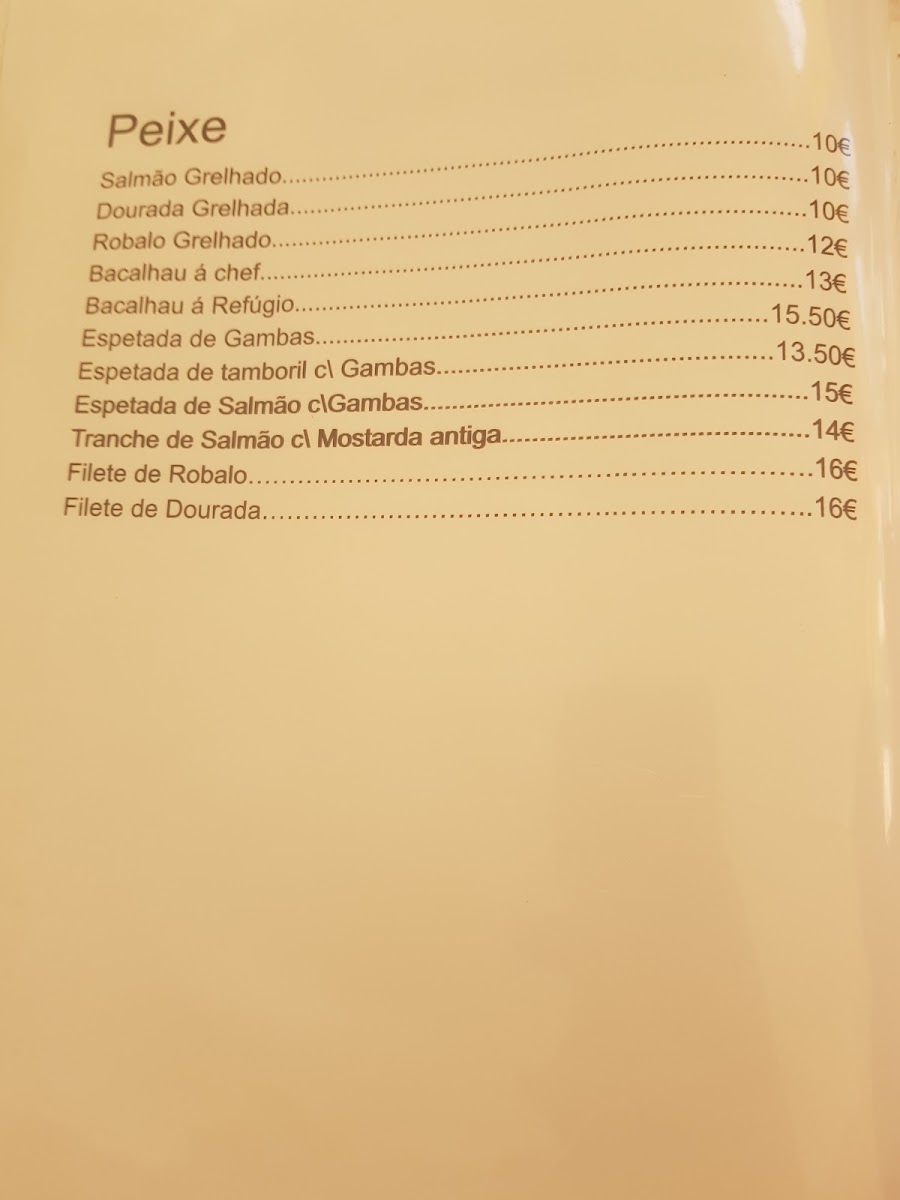 Peixe
Salmão Grelhado..................................................................................10€
Dourada Grelhada................................................................................10€
Robalo Grelhado..................................................................................10€
Bacalhau á chef....................................................................................12€
Bacalhau á Refúgio...............................................................................13€
Espetada de Gambas.......................................................................15.50€
Espetada de tamboril c\ Gambas.....................................................13.50€
Espetada de Salmão c\Gambas...........................................................15€
Tranche de Salmão c\ Mostarda antiga...............................................14€
Filete de Robalo……………………………………………………………….16€
Filete de Dourada……………………………………………………………..16€